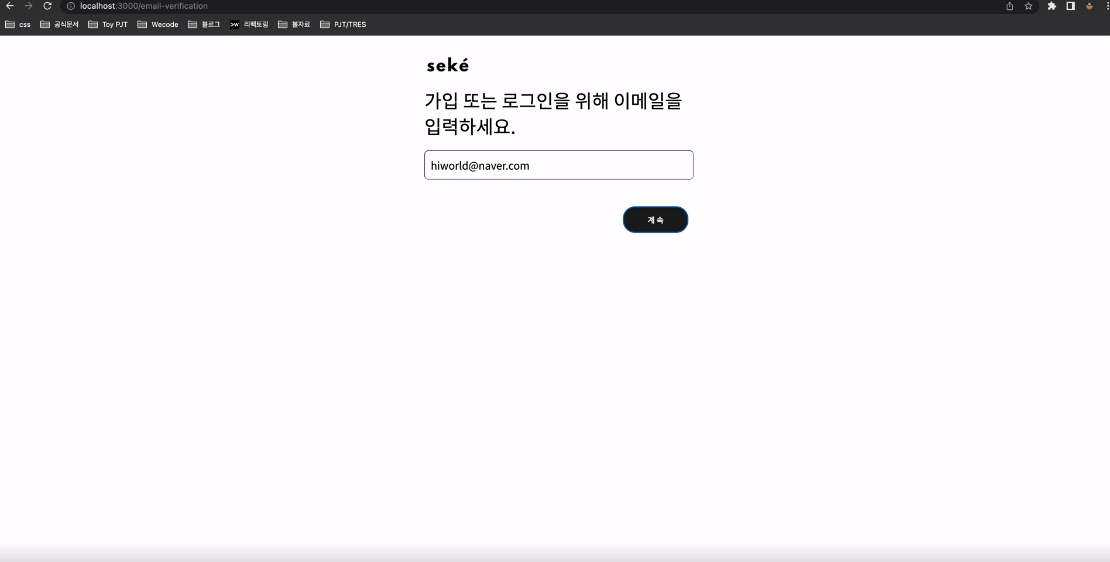 localhost:3000/email-verification
css 공식문서 Toy PJT Wecode 블로그 >w 리팩토링 볼자료 PJT/TRES
seké
가입 또는 로그인을 위해 이메일을
입력하세요.
hiworld@naver.com
계속